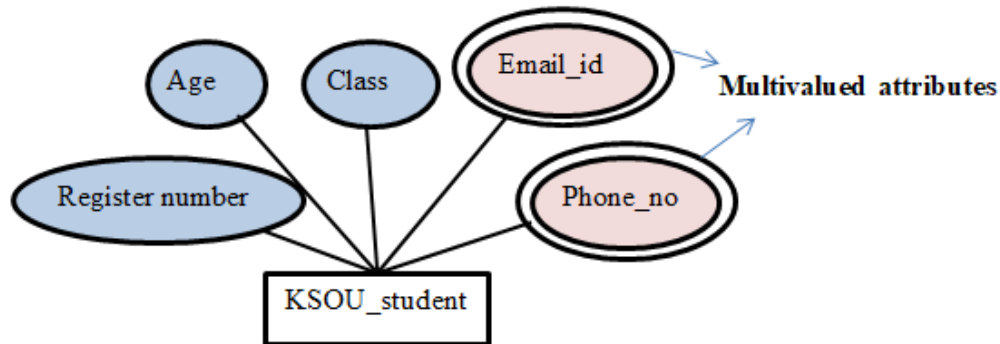 Email_id
Age
Class
Multivalued attributes
Register number
Phone_no
KSOU_student